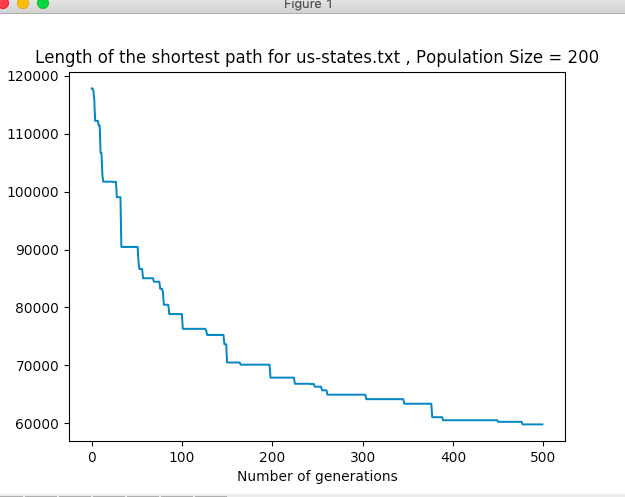 Figure 1
Length of the shortest path for us-states.txt , Population Size = 200
120000
110000
100000
90000
80000
70000
60000
0 100 200 300 400 500
Number of generations